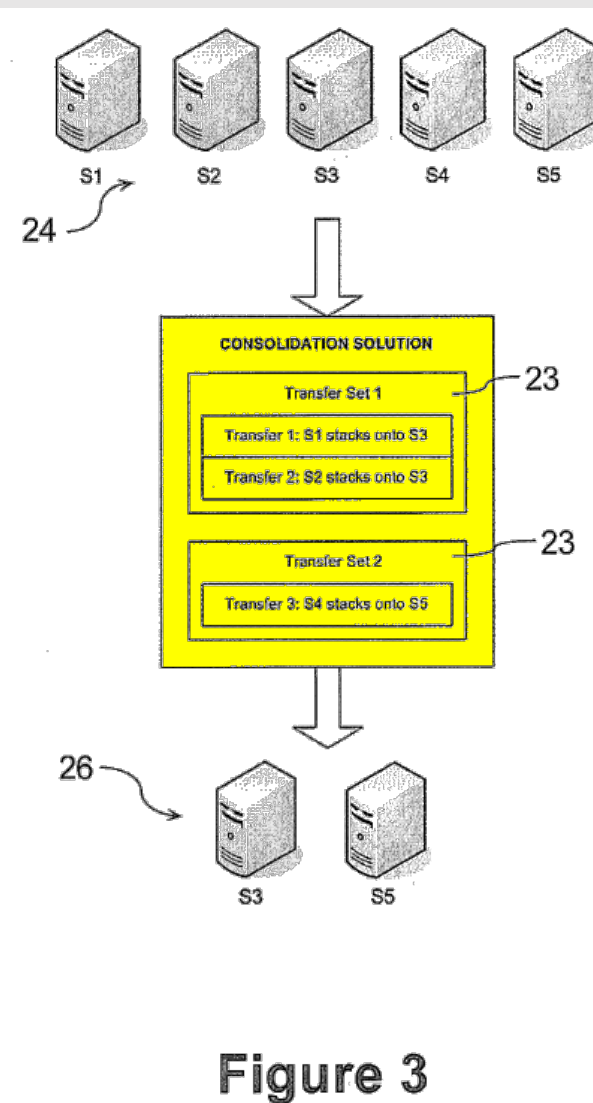 S1 S2 S3 S4 S5
24
CONSOLIDATION SOLUTION
Transfer Set 1
23
Transfer 1: S1 stacks onto S3
Transfer 2: S2 stacks onto S3
Transfer Set 2
23
Transfer 3: S4 stacks onto S5
26
S3 S5
Figure 3